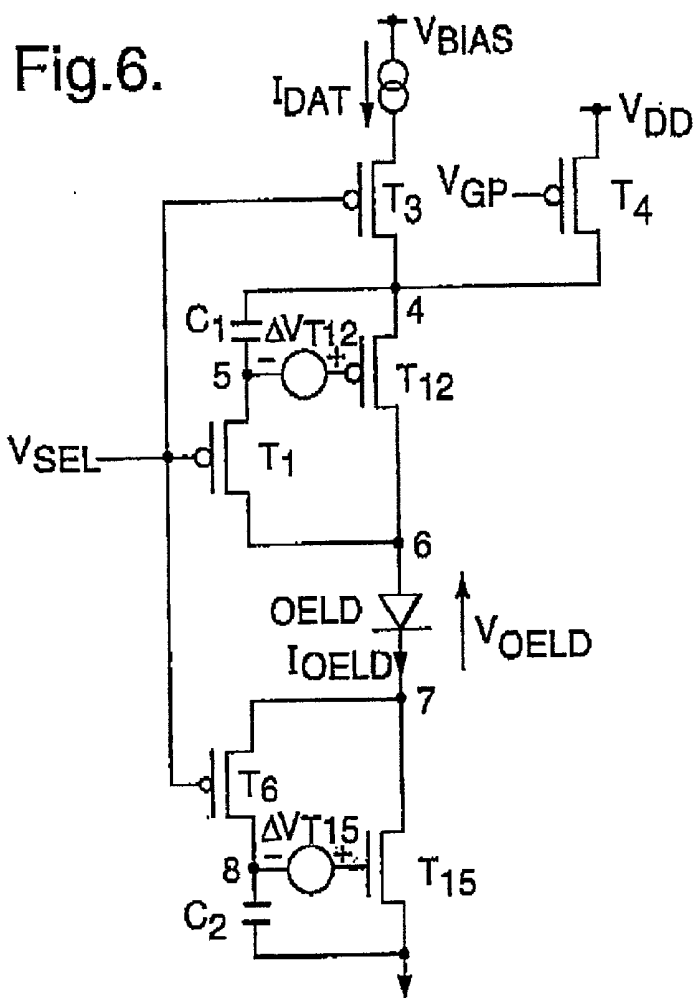 Fig.6.
VBIAS
IDAT
VDD
T3
VGP
T4
4
C1
ΔVT12
5
-
+
T12
VSEL
T1
6
OELD
VOELD
IOELD
7
T6
ΔVT15
8
-
+
T15
C2